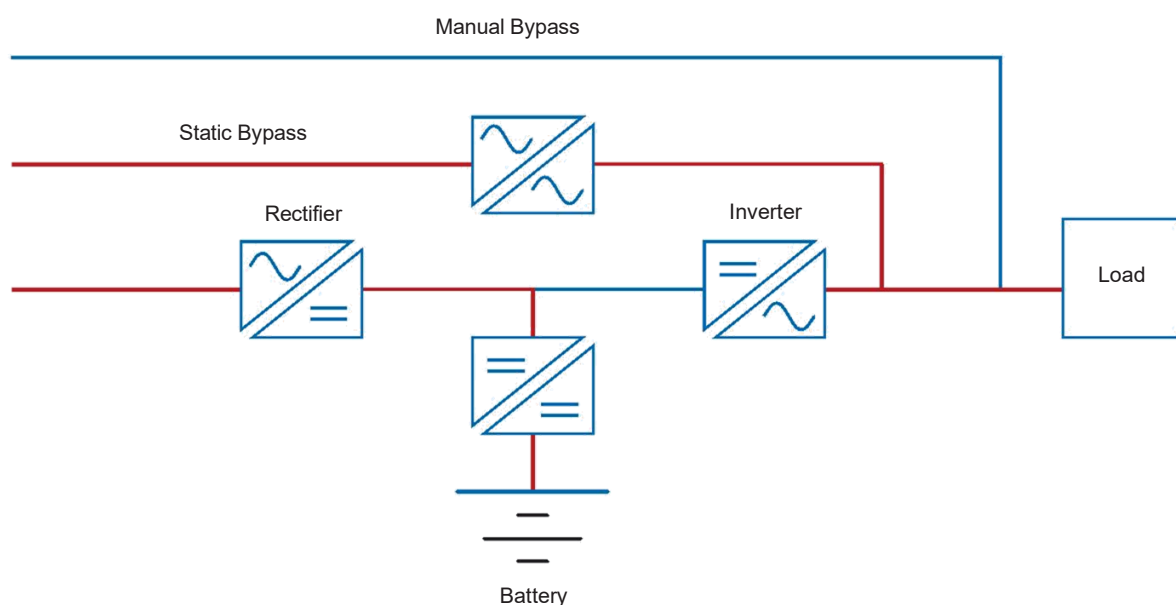 Manual Bypass
Static Bypass
Rectifier
Inverter
Load
Battery